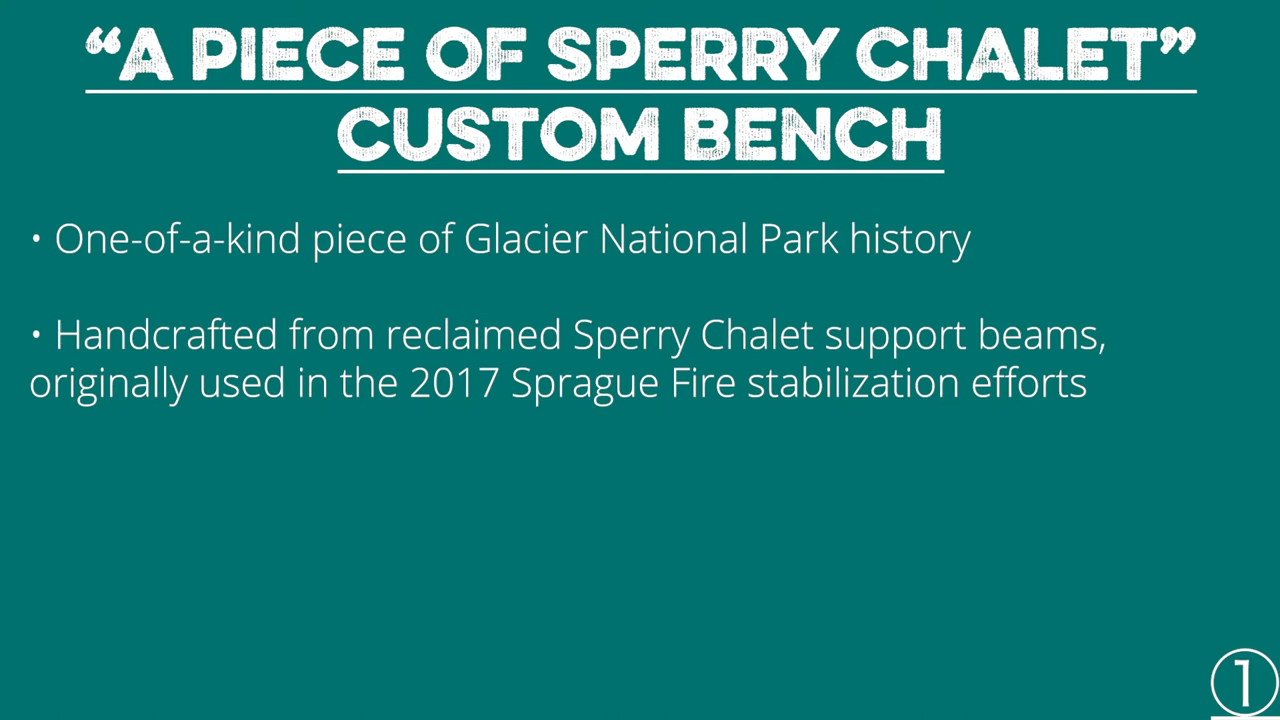 “A PIECE OF SPERRY CHALET”
CUSTOM BENCH
• One-of-a-kind piece of Glacier National Park history
• Handcrafted from reclaimed Sperry Chalet support beams,
originally used in the 2017 Sprague Fire stabilization efforts
1